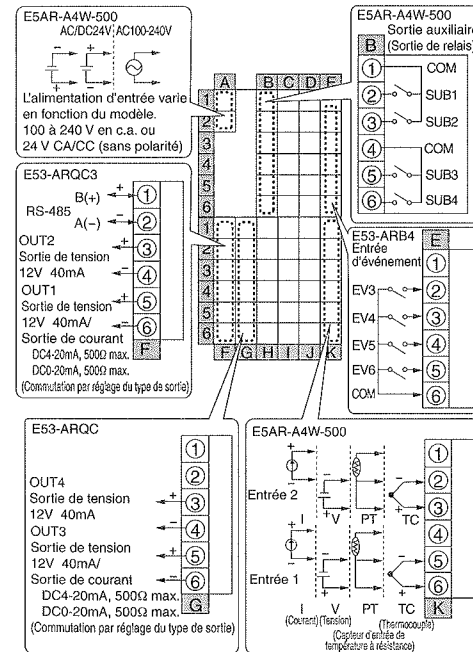 E5AR-A4W-500
AC/DC24V AC100-240V
L'alimentation d'entrée varie
en fonction du modèle.
100 à 240 V en c.a. ou
24 V CA/CC (sans polarité)
E53-ARQC3
B(+)
RS-485
A(−)
OUT2
Sortie de tension
12V 40mA
OUT1
Sortie de tension
12V 40mA/
Sortie de courant
DC4-20mA, 500Ω max.
DC0-20mA, 500Ω max.
(Commutation par réglage du type de sortie)
+ 1
− 2
+ 3
− 4
+ 5
− 6
F
A B C D E
1
2
3
4
5
6
1
2
3
4
5
6
F G H I J K
E5AR-A4W-500
Sortie auxiliaire
B (Sortie de relais)
1 COM
2 SUB1
3 SUB2
4 COM
5 SUB3
6 SUB4
E53-ARB4 E
Entrée
d'événement
1
EV3 2
EV4 3
EV5 4
EV6 5
COM 6
E53-ARQC
1
2
OUT4
Sortie de tension + 3
12V 40mA − 4
OUT3
Sortie de tension + 5
12V 40mA/
Sortie de courant − 6
DC4-20mA, 500Ω max.
DC0-20mA, 500Ω max. G
(Commutation par réglage du type de sortie)
E5AR-A4W-500
1
2
3
4
5
6
Entrée 2
I V PT TC
Entrée 1
I V PT TC K
(Courant) (Tension) (Thermocouple)
(Capteur d'entrée de
température à résistance)